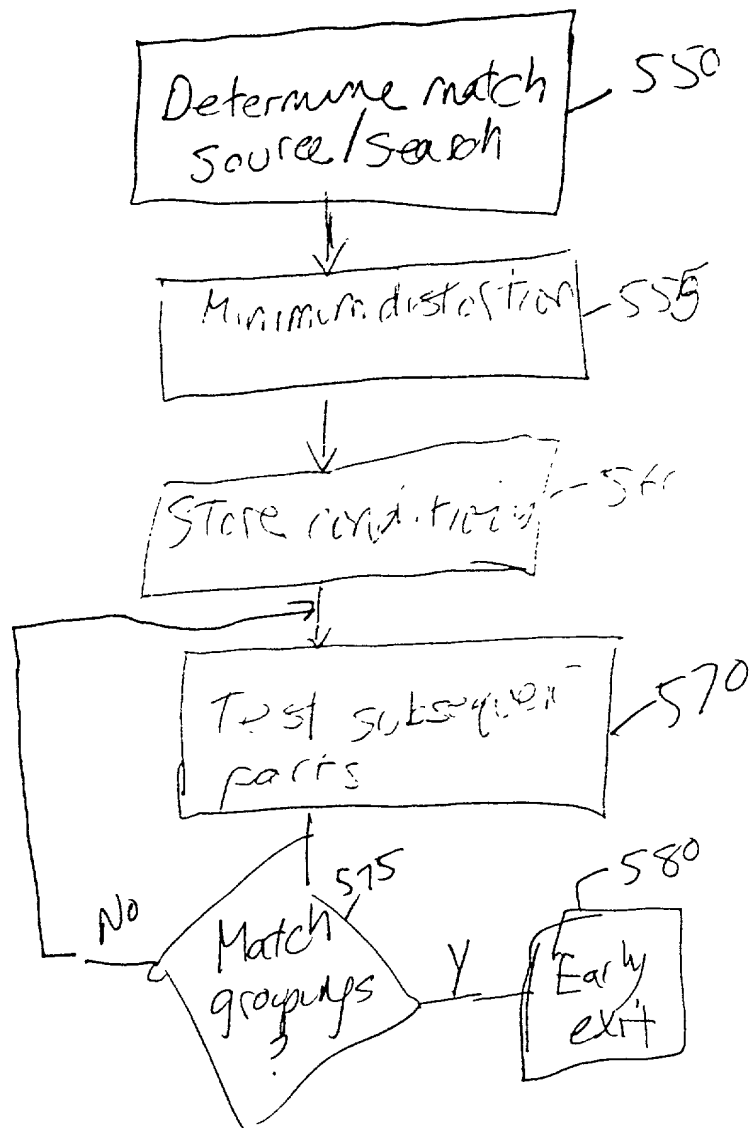 Determine match
source/search
550
Minimum distortion
555
Store conditions
Test subsequent
parts
570
575
Match
groupings
?
No
Y
580
Early
exit